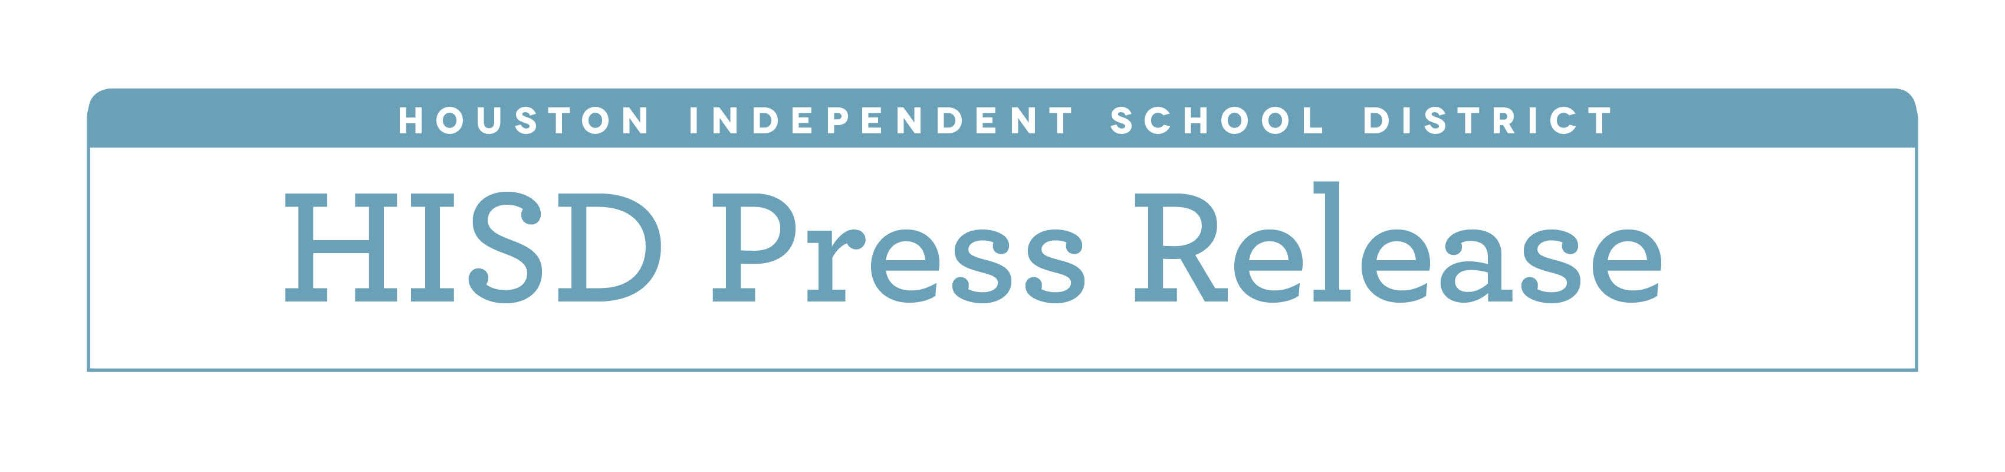 HOUSTON INDEPENDENT SCHOOL DISTRICT
HISD Press Release